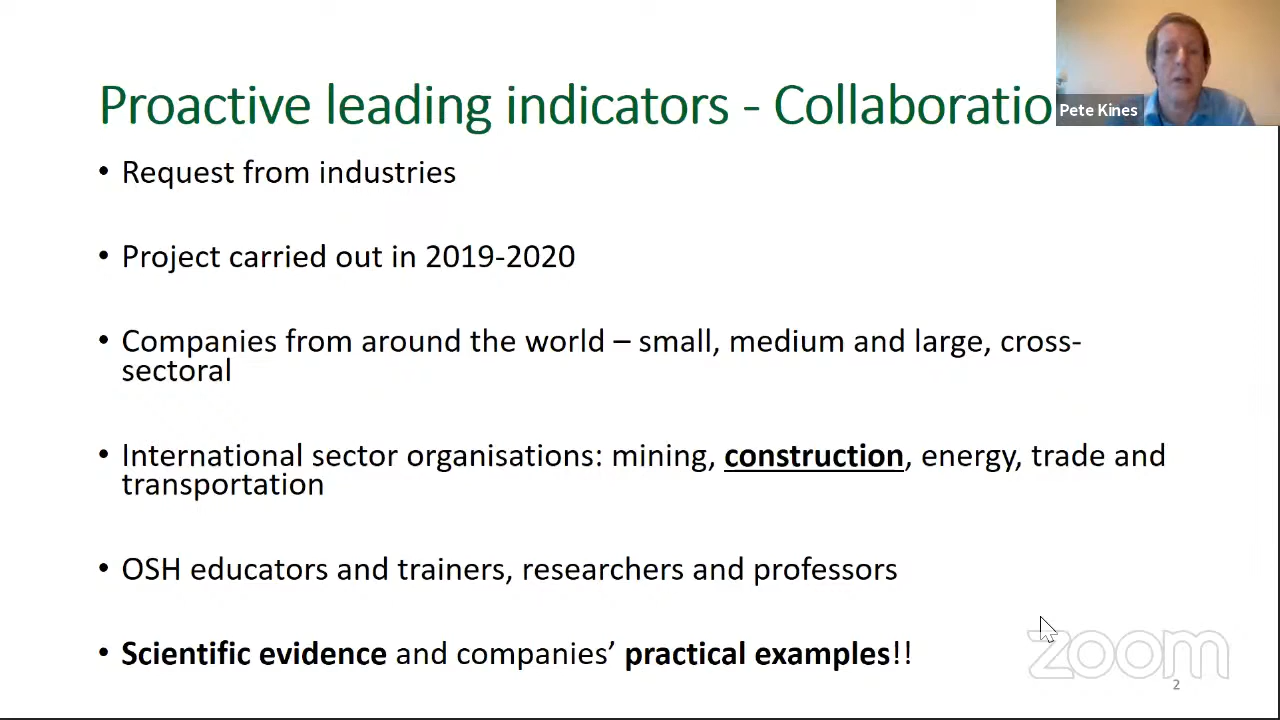 Proactive leading indicators - Collaboratio
Pete Kines
• Request from industries
• Project carried out in 2019-2020
• Companies from around the world – small, medium and large, cross-
sectoral
• International sector organisations: mining, construction, energy, trade and
transportation
• OSH educators and trainers, researchers and professors
• Scientific evidence and companies’ practical examples!!
zoom
2